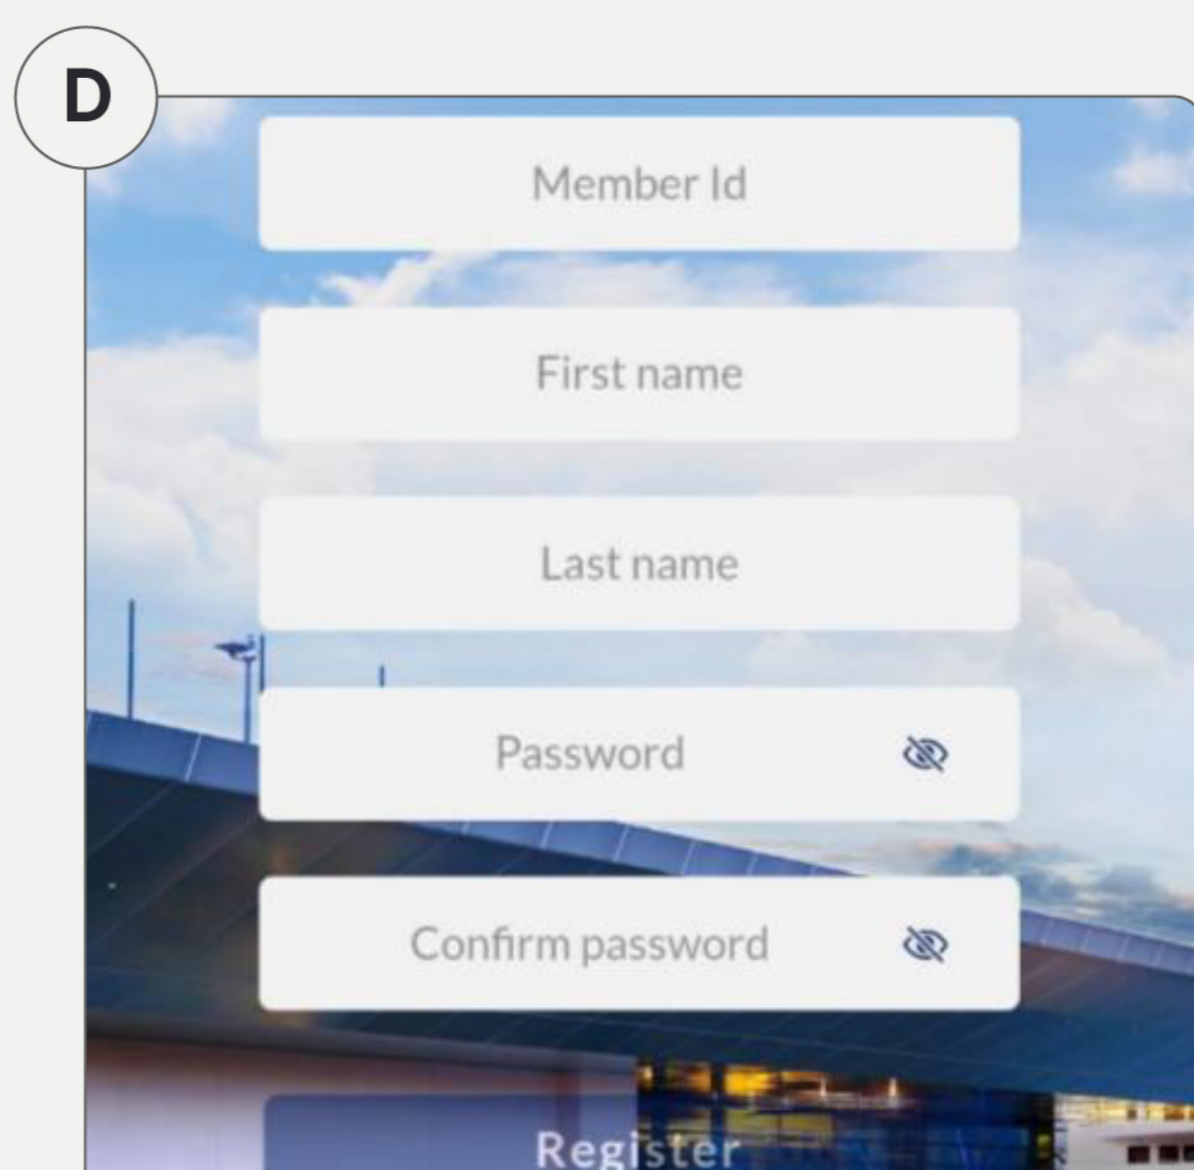 D
Member Id
First name
Last name
Password
Confirm password
Register